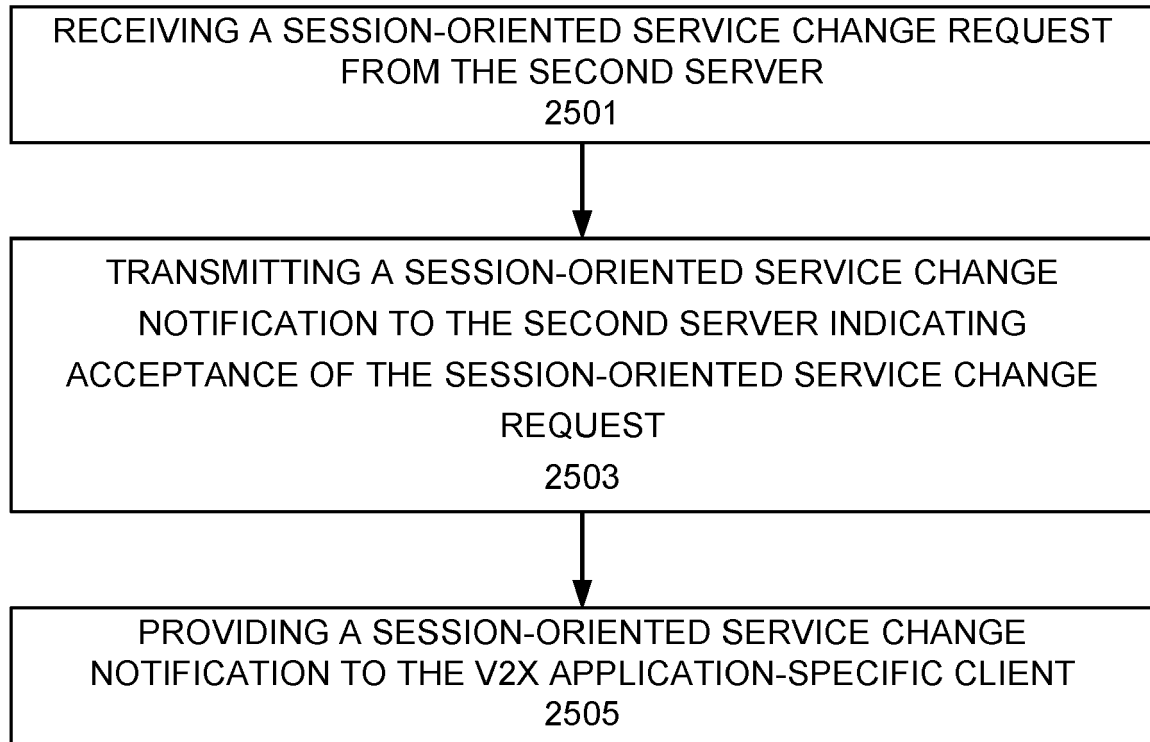 RECEIVING A SESSION-ORIENTED SERVICE CHANGE REQUEST
FROM THE SECOND SERVER
2501
TRANSMITTING A SESSION-ORIENTED SERVICE CHANGE
NOTIFICATION TO THE SECOND SERVER INDICATING
ACCEPTANCE OF THE SESSION-ORIENTED SERVICE CHANGE
REQUEST
2503
PROVIDING A SESSION-ORIENTED SERVICE CHANGE
NOTIFICATION TO THE V2X APPLICATION-SPECIFIC CLIENT
2505